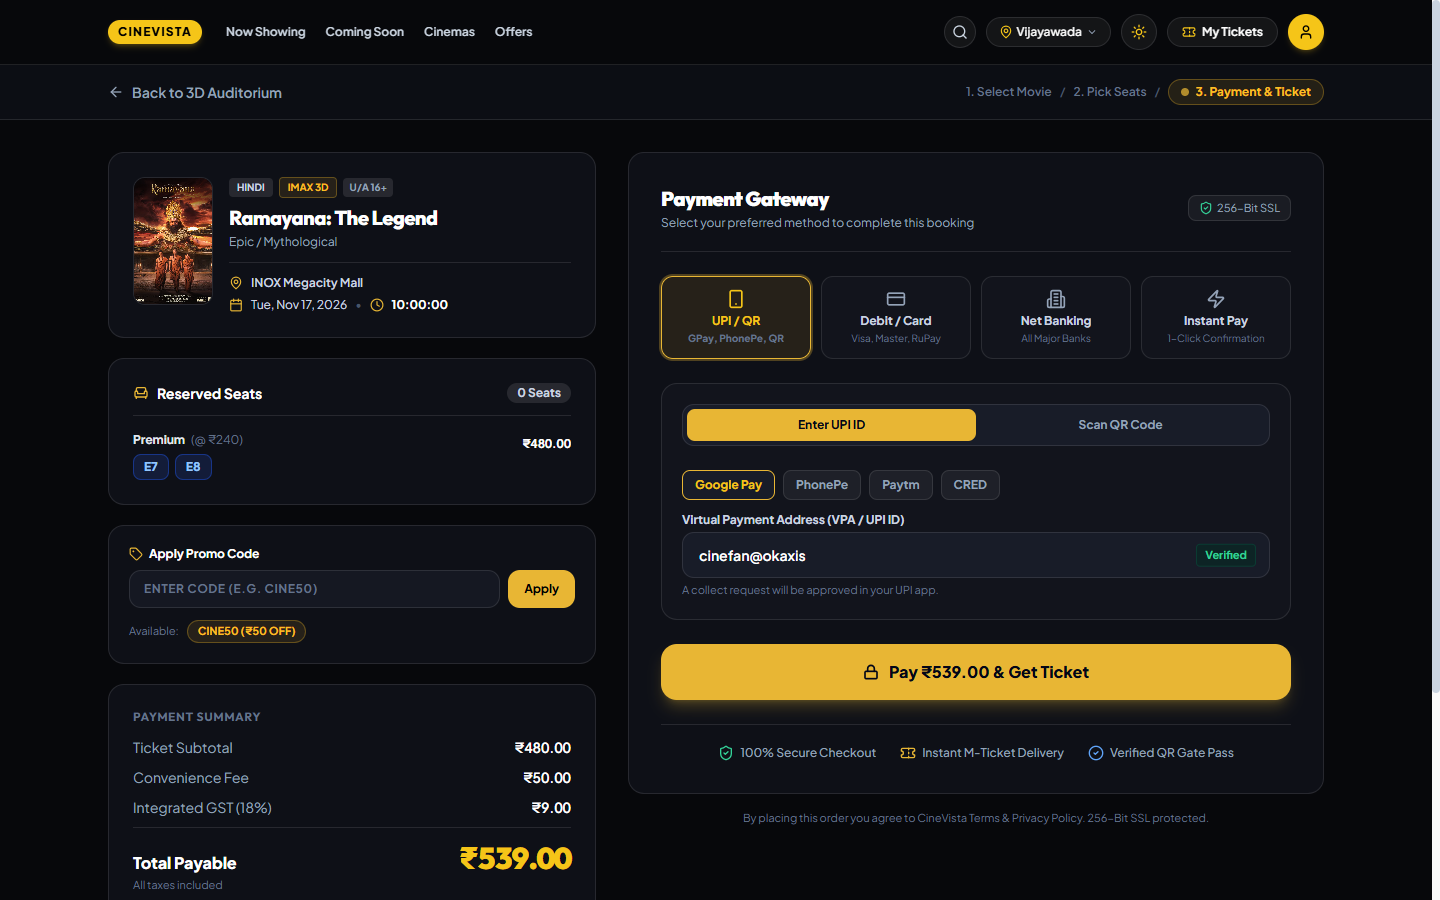 CINEVISTA
Now Showing
Coming Soon
Cinemas
Offers
Vijayawada
My Tickets
Back to 3D Auditorium
1. Select Movie / 2. Pick Seats / 3. Payment & Ticket
Ramayana
HINDI
IMAX 3D
U/A 16+
Ramayana: The Legend
Epic / Mythological
INOX Megacity Mall
Tue, Nov 17, 2026 • 10:00:00
Reserved Seats
0 Seats
Premium (@ ₹240)
₹480.00
E7
E8
Apply Promo Code
ENTER CODE (E.G. CINE50)
Apply
Available:
CINE50 (₹50 OFF)
PAYMENT SUMMARY
Ticket Subtotal
₹480.00
Convenience Fee
₹50.00
Integrated GST (18%)
₹9.00
Total Payable
₹539.00
All taxes included
Payment Gateway
Select your preferred method to complete this booking
256-Bit SSL
UPI / QR
GPay, PhonePe, QR
Debit / Card
Visa, Master, RuPay
Net Banking
All Major Banks
Instant Pay
1-Click Confirmation
Enter UPI ID
Scan QR Code
Google Pay
PhonePe
Paytm
CRED
Virtual Payment Address (VPA / UPI ID)
cinefan@okaxis
Verified
A collect request will be approved in your UPI app.
Pay ₹539.00 & Get Ticket
100% Secure Checkout
Instant M-Ticket Delivery
Verified QR Gate Pass
By placing this order you agree to CineVista Terms & Privacy Policy. 256-Bit SSL protected.